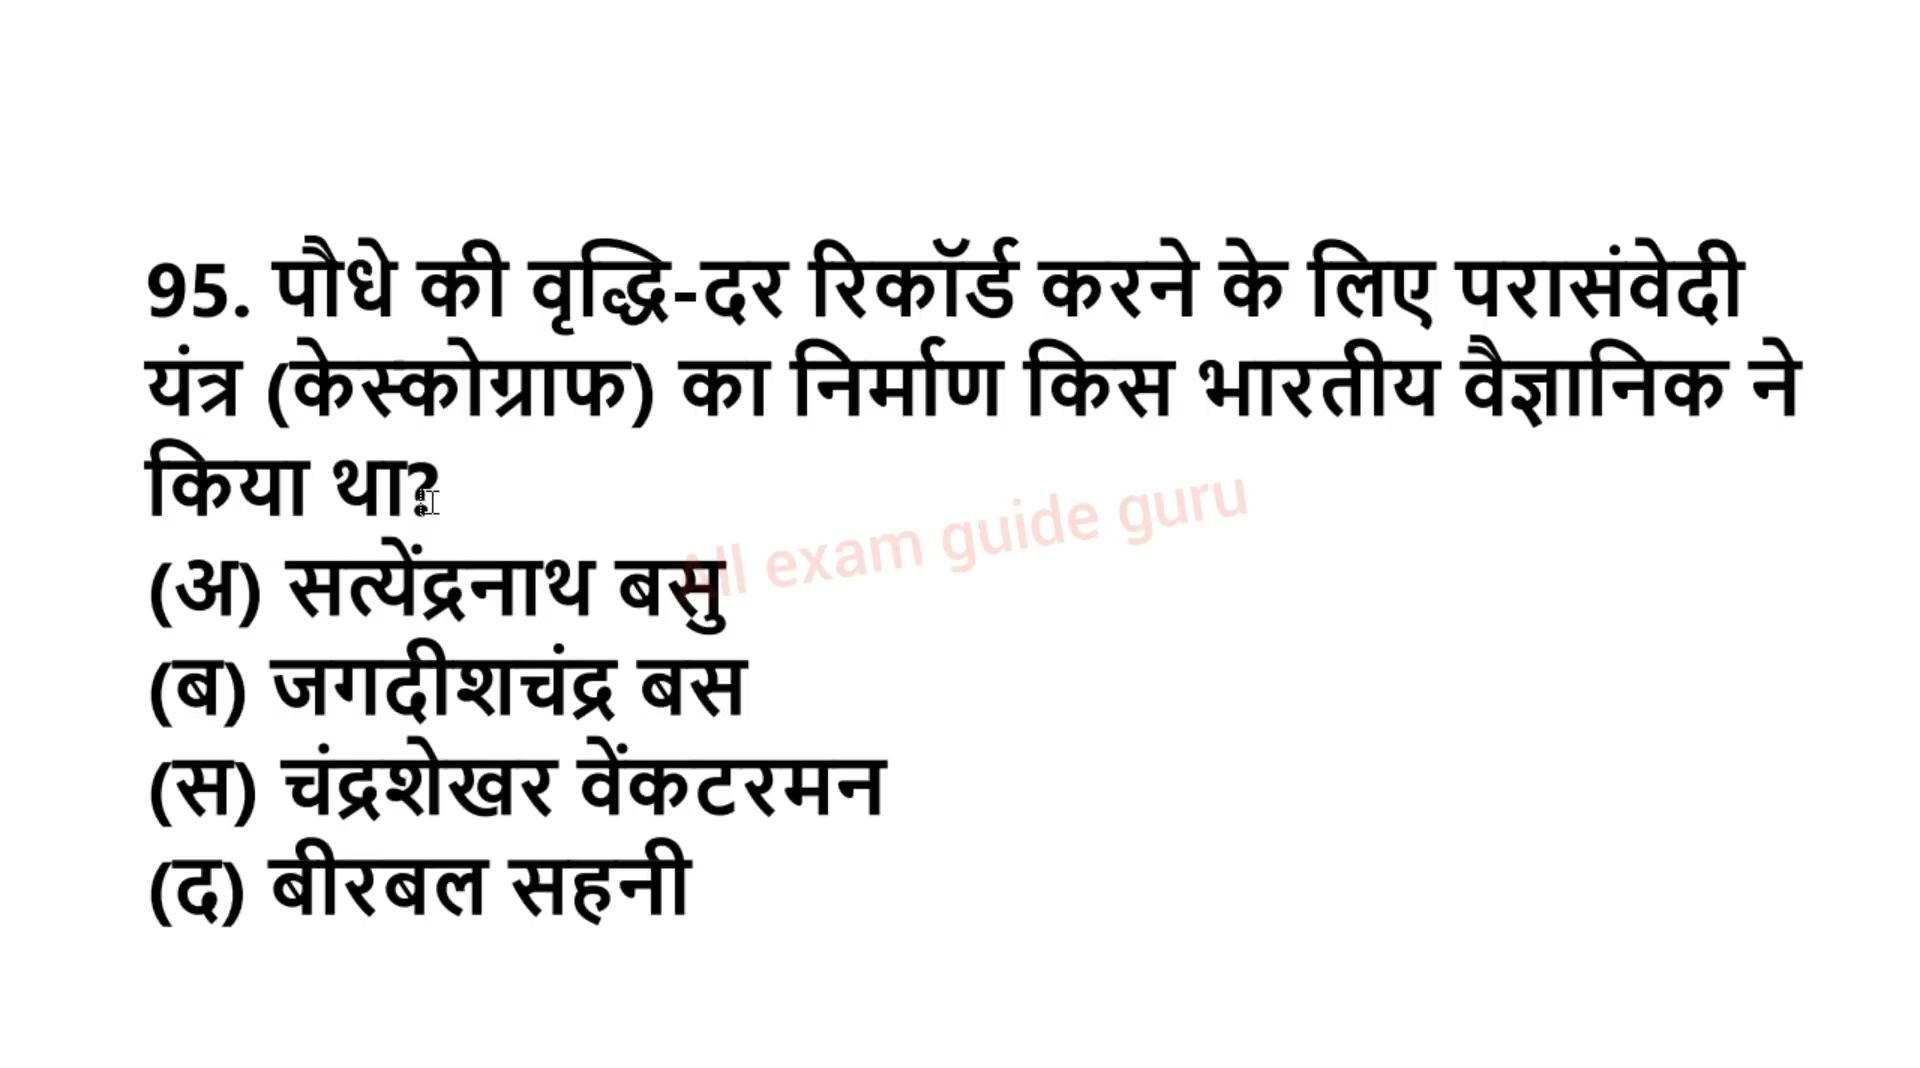 95. पौधे की वृद्धि-दर रिकॉर्ड करने के लिए परासंवेदी
यंत्र (केस्कोग्राफ) का निर्माण किस भारतीय वैज्ञानिक ने
किया था?
All exam guide guru
(अ) सत्येंद्रनाथ बसु
(ब) जगदीशचंद्र बस
(स) चंद्रशेखर वेंकटरमन
(द) बीरबल सहनी